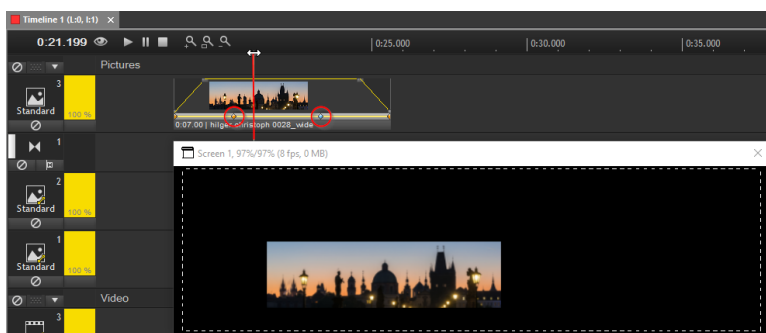 Timeline 1 (L:0, I:1)
0:21.199
0:25.000
0:30.000
0:35.000
Pictures
3
Standard
100 %
0:07.00 | hilger christoph 0028_wide
1
Screen 1, 97%/97% (8 fps, 0 MB)
2
Standard
100 %
1
Standard
100 %
Video
3